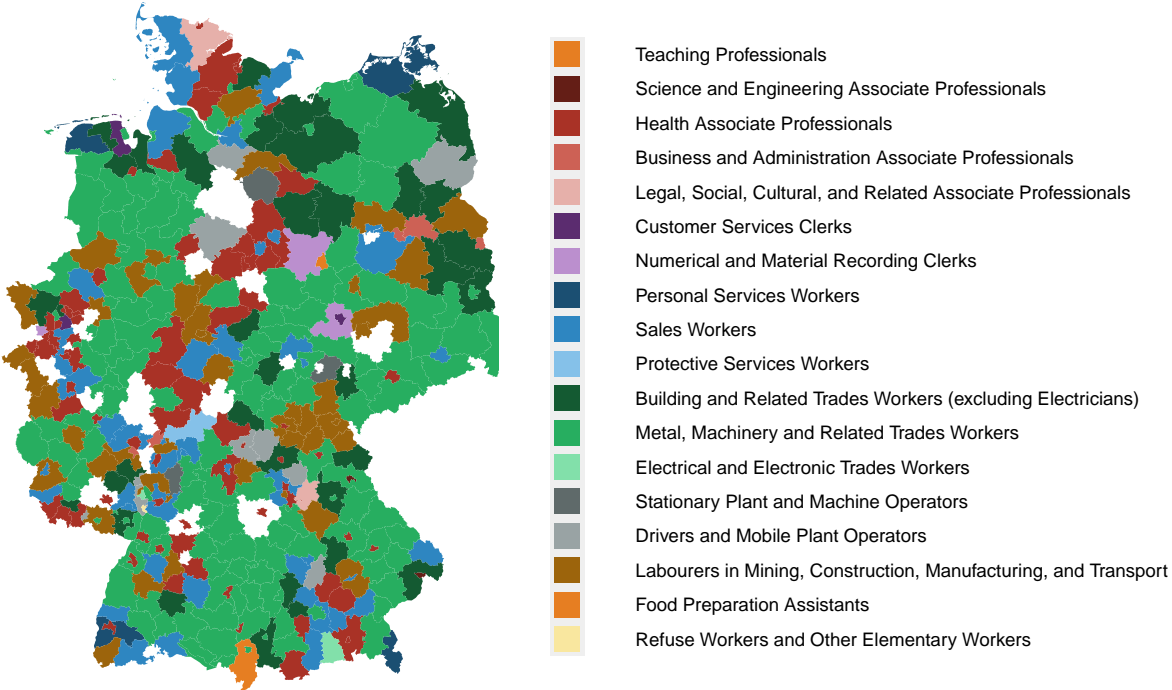 Teaching Professionals
Science and Engineering Associate Professionals
Health Associate Professionals
Business and Administration Associate Professionals
Legal, Social, Cultural, and Related Associate Professionals
Customer Services Clerks
Numerical and Material Recording Clerks
Personal Services Workers
Sales Workers
Protective Services Workers
Building and Related Trades Workers (excluding Electricians)
Metal, Machinery and Related Trades Workers
Electrical and Electronic Trades Workers
Stationary Plant and Machine Operators
Drivers and Mobile Plant Operators
Labourers in Mining, Construction, Manufacturing, and Transport
Food Preparation Assistants
Refuse Workers and Other Elementary Workers